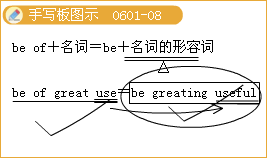 手写板图示 0601-08
be of+名词=be+名词的形容词
be of great use=be greating useful